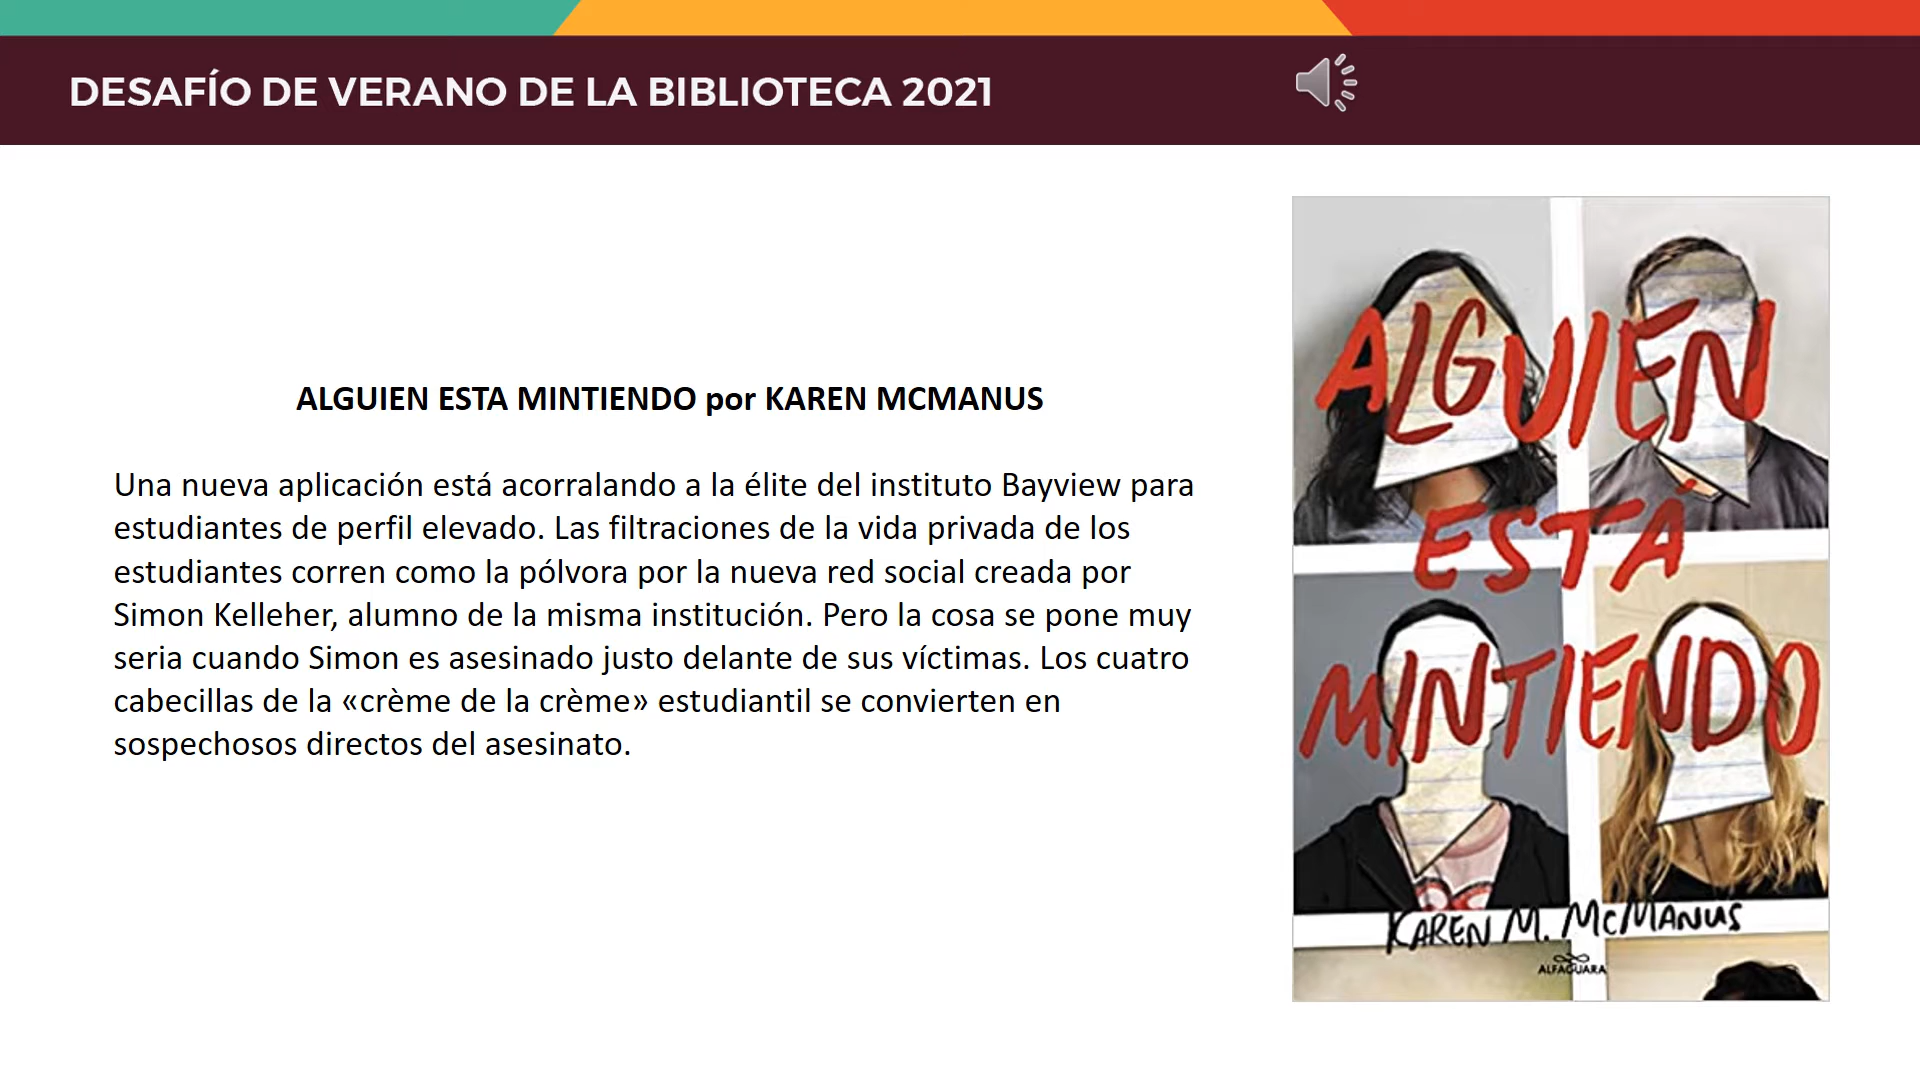 DESAFÍO DE VERANO DE LA BIBLIOTECA 2021
ALGUIEN ESTA MINTIENDO por KAREN MCMANUS
Una nueva aplicación está acorralando a la élite del instituto Bayview para
estudiantes de perfil elevado. Las filtraciones de la vida privada de los
estudiantes corren como la pólvora por la nueva red social creada por
Simon Kelleher, alumno de la misma institución. Pero la cosa se pone muy
seria cuando Simon es asesinado justo delante de sus víctimas. Los cuatro
cabecillas de la «crème de la crème» estudiantil se convierten en
sospechosos directos del asesinato.
ALGUIEN
ESTÁ
MINTIENDO
KAREN M. MCMANUS
ALFAGUARA